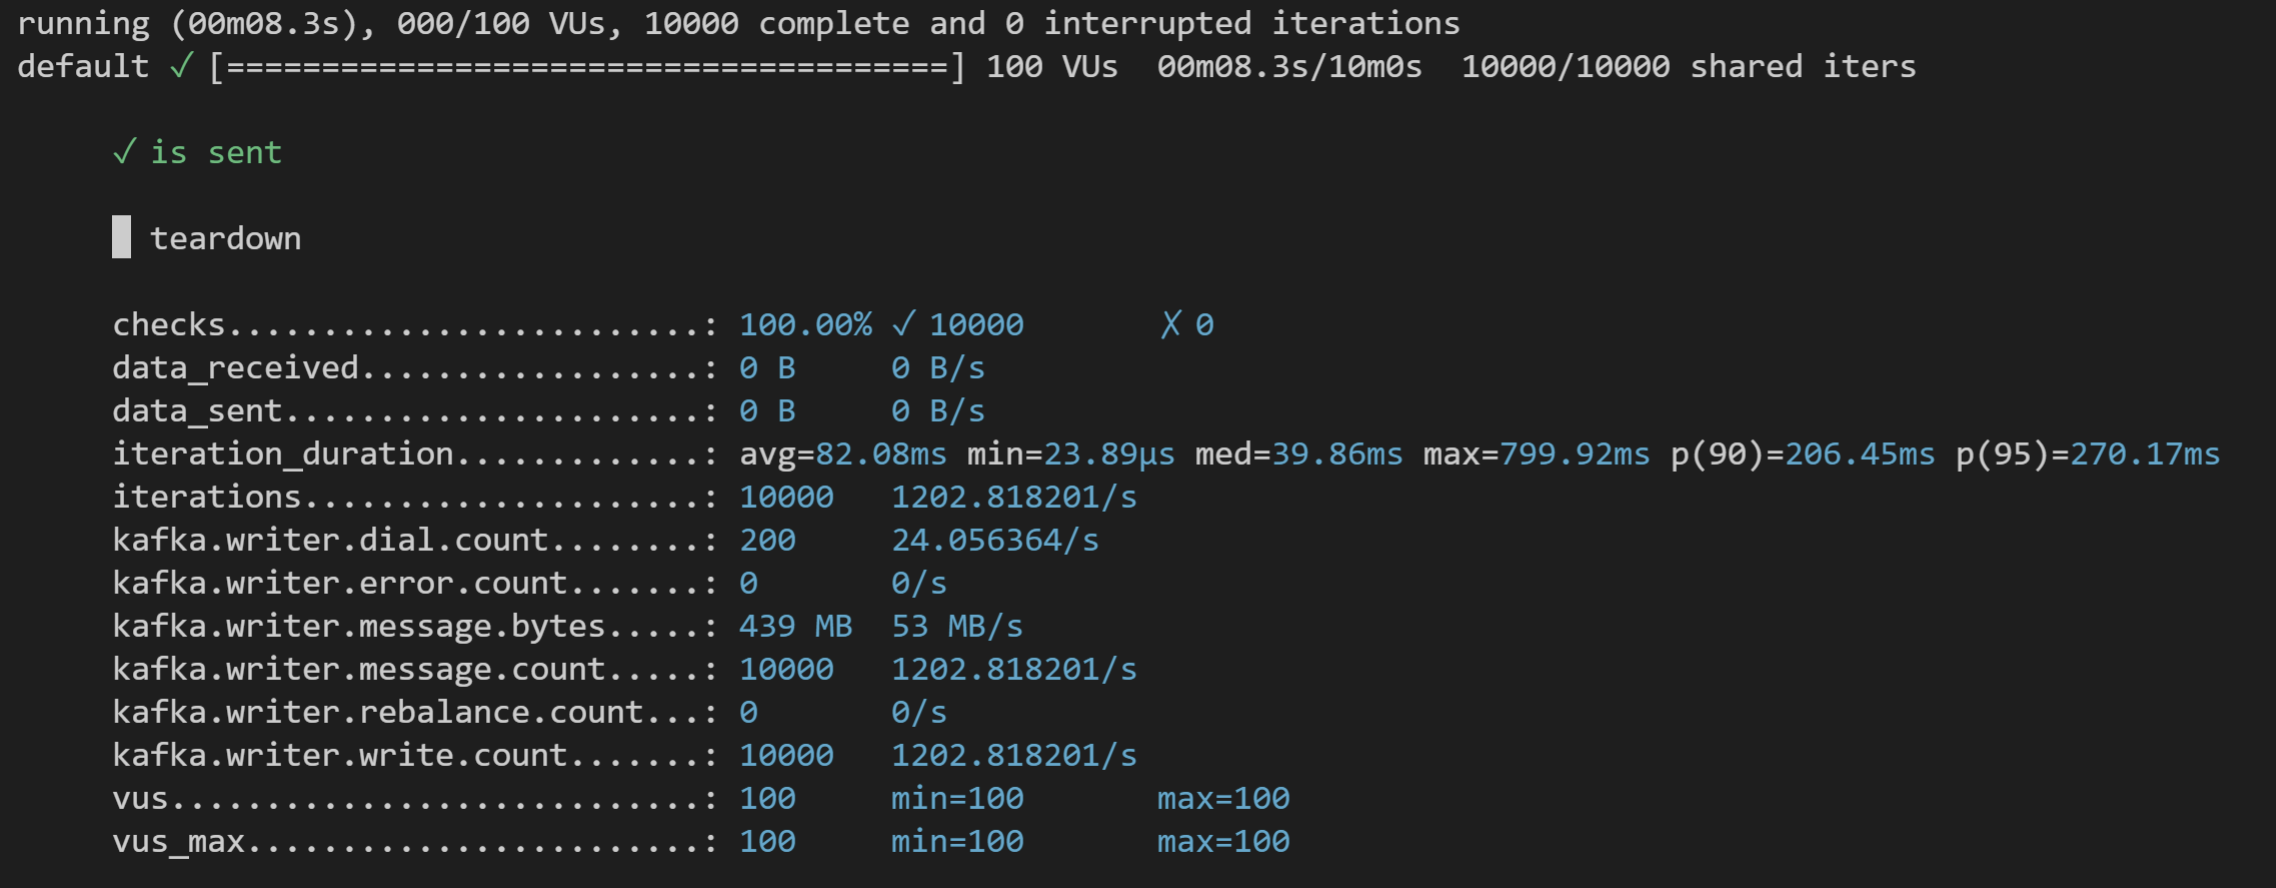 running (00m08.3s), 000/100 VUs, 10000 complete and 0 interrupted iterations
default ✓ [======================================] 100 VUs  00m08.3s/10m0s  10000/10000 shared iters
✓ is sent
█ teardown
checks.........................: 100.00% ✓ 10000       ✗ 0
data_received..................: 0 B     0 B/s
data_sent......................: 0 B     0 B/s
iteration_duration.............: avg=82.08ms min=23.89µs med=39.86ms max=799.92ms p(90)=206.45ms p(95)=270.17ms
iterations.....................: 10000   1202.818201/s
kafka.writer.dial.count........: 200     24.056364/s
kafka.writer.error.count.......: 0       0/s
kafka.writer.message.bytes.....: 439 MB  53 MB/s
kafka.writer.message.count.....: 10000   1202.818201/s
kafka.writer.rebalance.count...: 0       0/s
kafka.writer.write.count.......: 10000   1202.818201/s
vus............................: 100     min=100       max=100
vus_max........................: 100     min=100       max=100